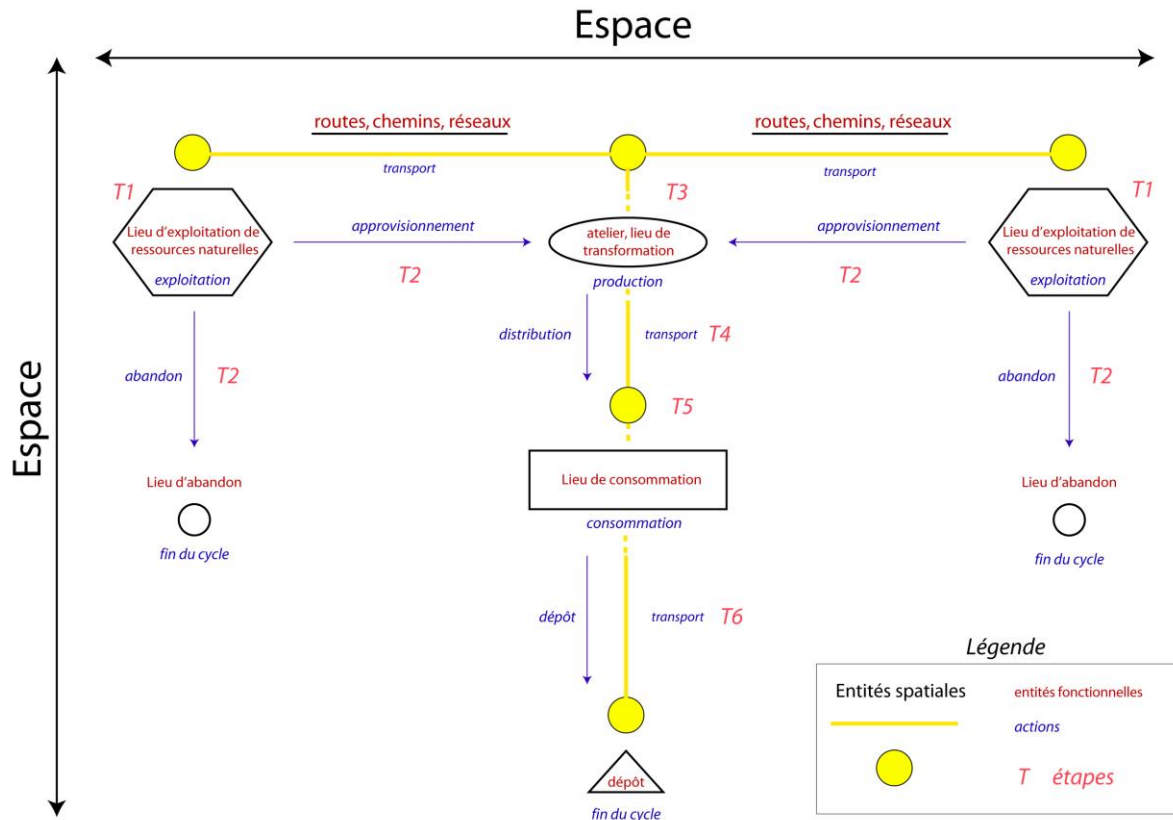 Espace
Espace
routes, chemins, réseaux
routes, chemins, réseaux
transport
transport
T1
T3
T1
Lieu d'exploitation de
ressources naturelles
exploitation
approvisionnement
T2
atelier, lieu de
transformation
production
approvisionnement
T2
Lieu d'exploitation de
ressources naturelles
exploitation
distribution
transport
T4
abandon
T2
abandon
T2
T5
Lieu d'abandon
fin du cycle
Lieu de consommation
consommation
Lieu d'abandon
fin du cycle
dépôt
transport
T6
dépôt
fin du cycle
Légende
Entités spatiales
entités fonctionnelles
actions
T étapes